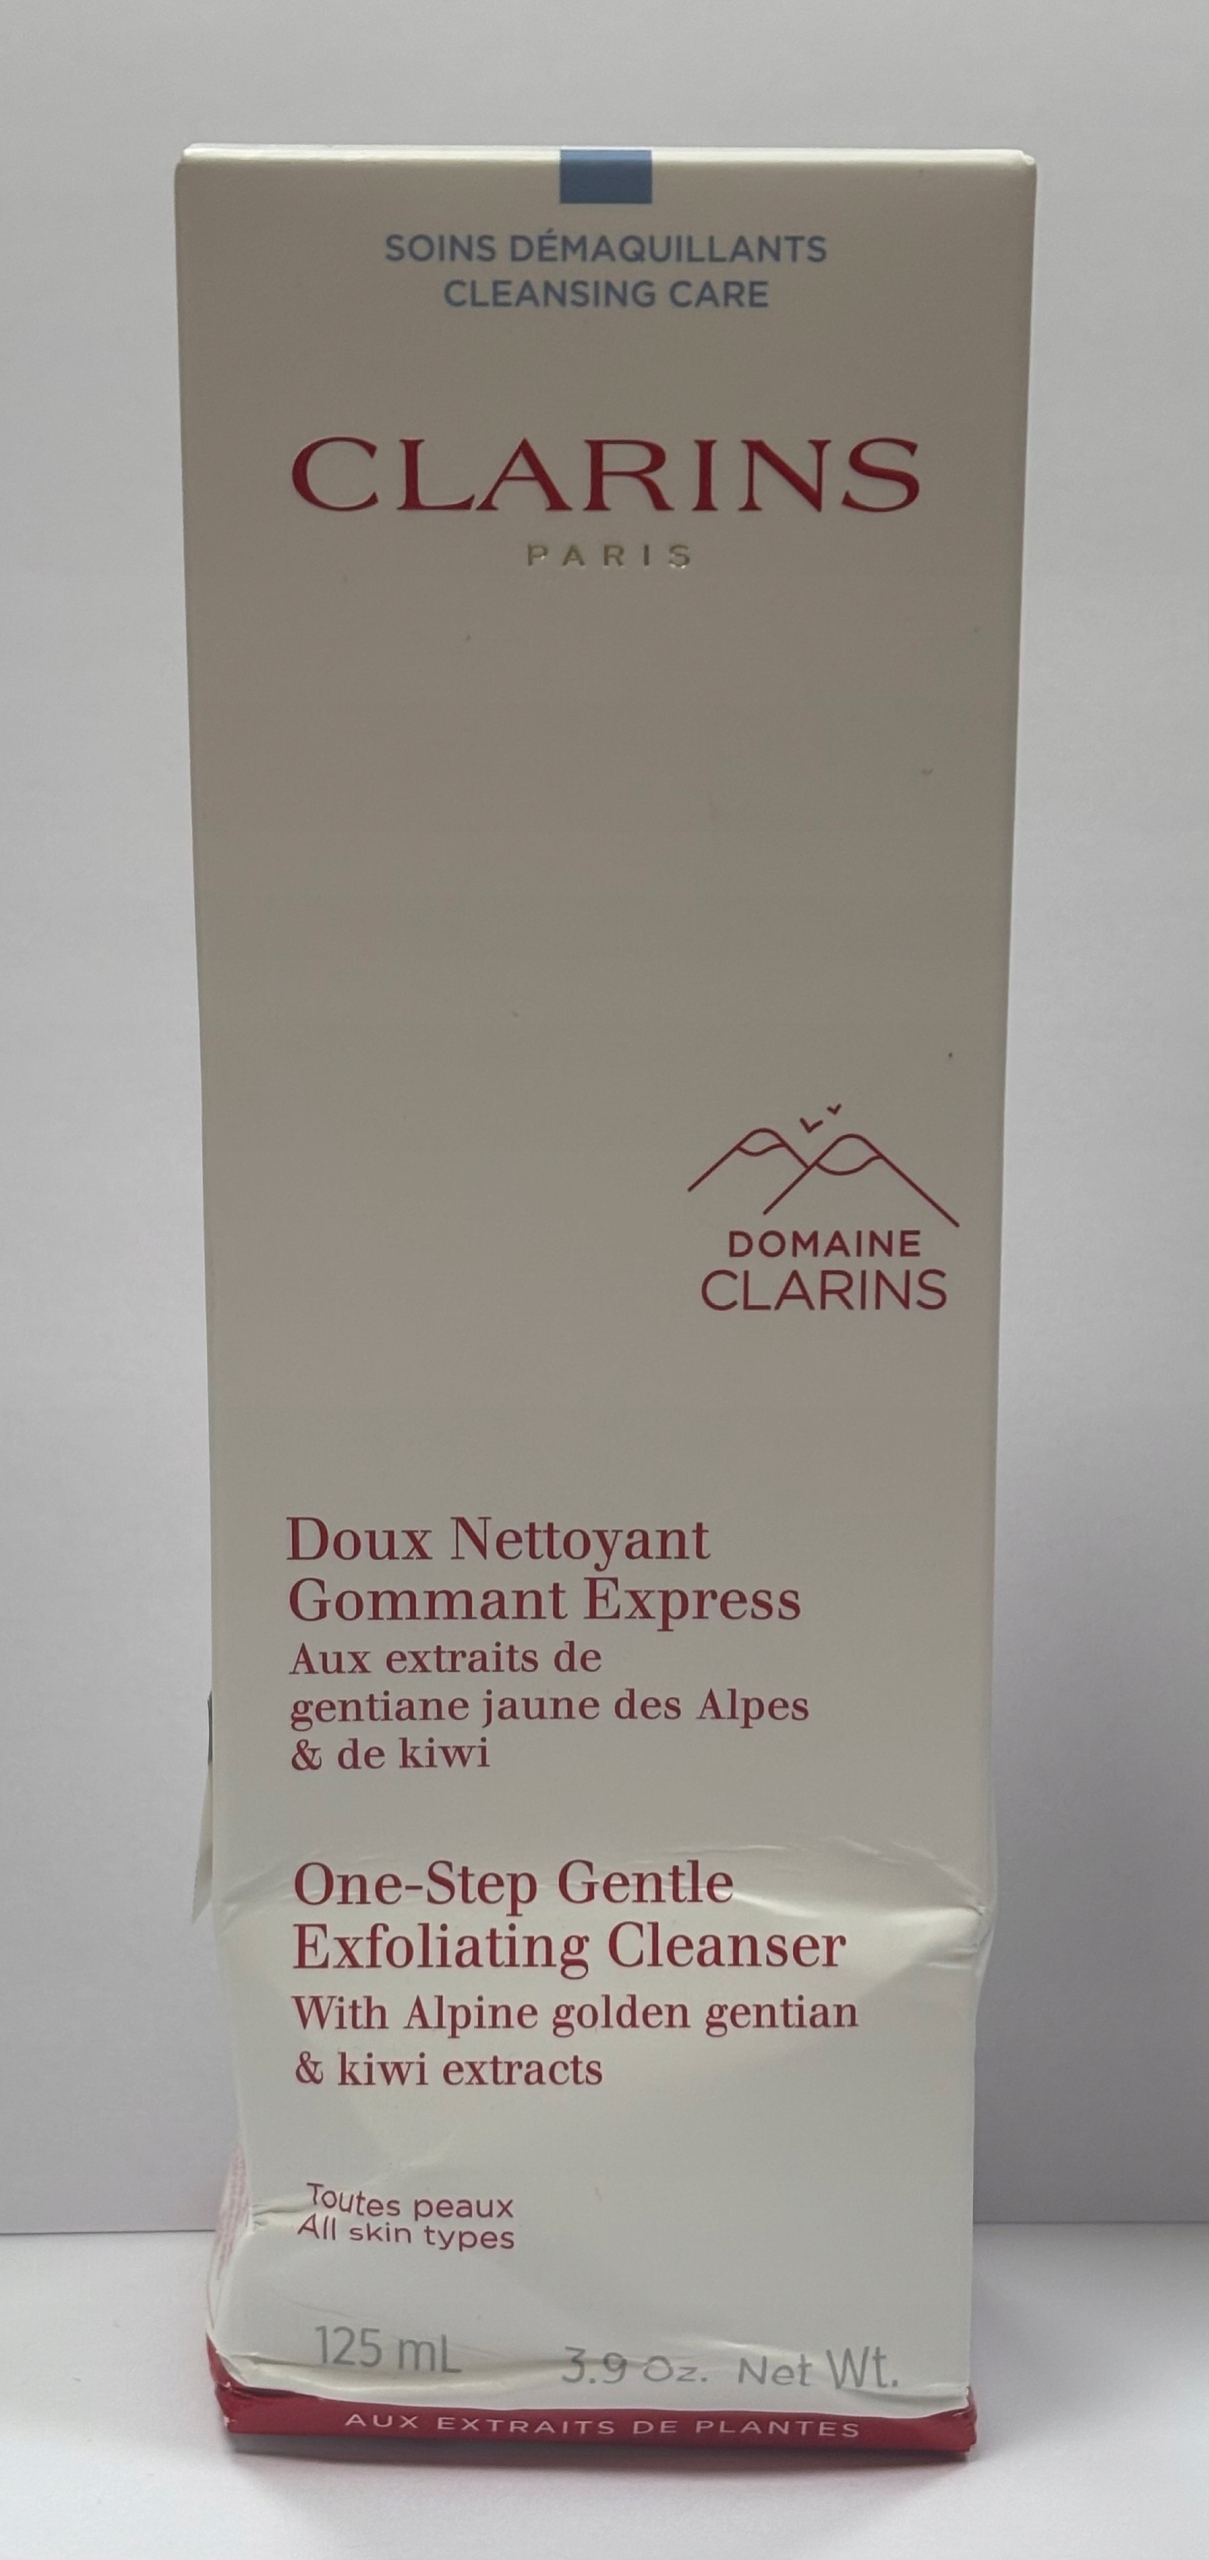 SOINS DÉMAQUILLANTS
CLEANSING CARE
CLARINS
PARIS
DOMAINE
CLARINS
Doux Nettoyant
Gommant Express
Aux extraits de
gentiane jaune des Alpes
& de kiwi
One-Step Gentle
Exfoliating Cleanser
With Alpine golden gentian
& kiwi extracts
Toutes peaux
All skin types
125 mL 3.9 Oz. Net Wt.
AUX EXTRAITS DE PLANTES